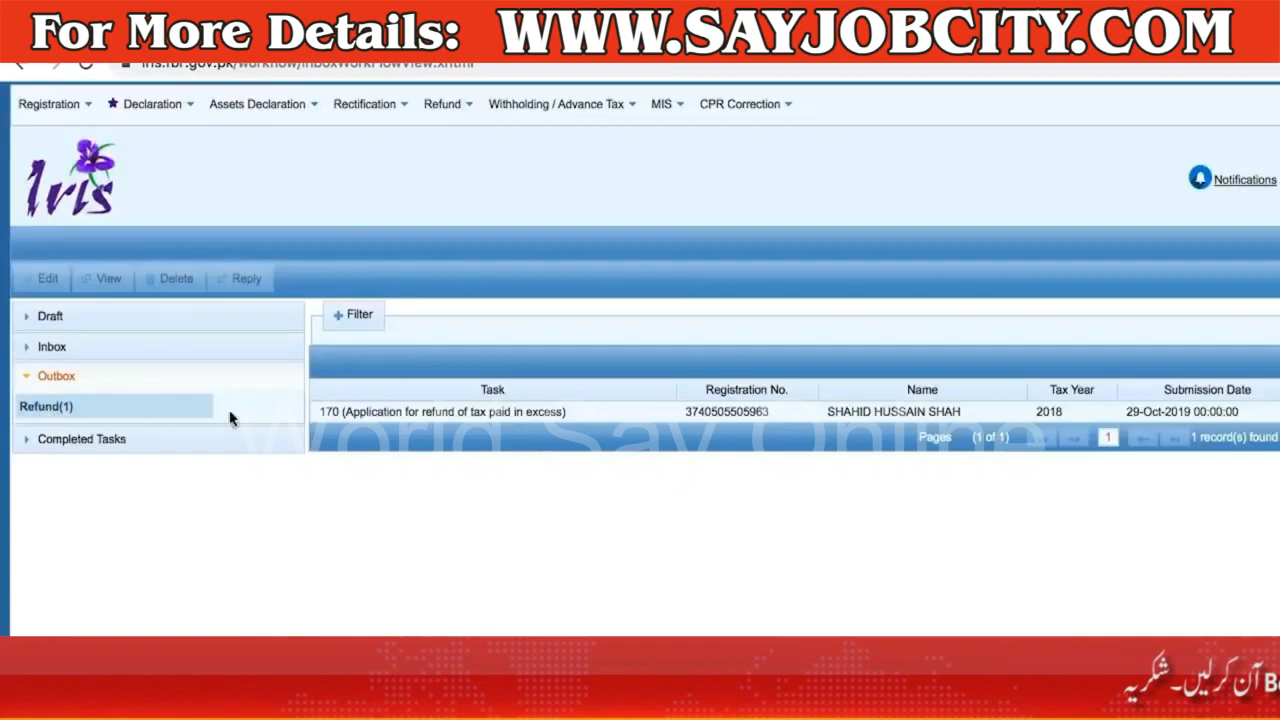 For More Details: WWW.SAYJOBCITY.COM
iris.fbr.gov.pk/workflow/inboxWorkFlowView.xhtml
Registration Declaration Assets Declaration Rectification Refund Withholding / Advance Tax MIS CPR Correction
Iris
Notifications
Edit View Delete Reply
Draft
Filter
Inbox
Outbox
Task Registration No. Name Tax Year Submission Date
Refund(1)
170 (Application for refund of tax paid in excess) 3740505505963 SHAHID HUSSAIN SHAH 2018 29-Oct-2019 00:00:00
World Say Online
Completed Tasks
Pages (1 of 1) 1 1 record(s) found
آن کرلیں۔ شکریہ